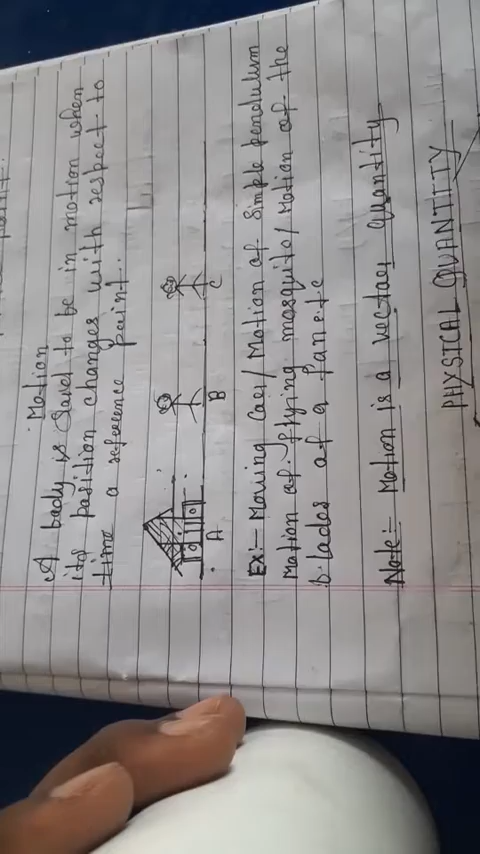 Motion
A body is said to be in motion when
its position changes with respect to
time a reference point.
A B C
Ex:- Moving Car/ Motion of Simple pendulum
Motion of flying mosquito/ Motion of the
blades of a fan etc
Note:- Motion is a vector quantity
PHYSICAL QUANTITY